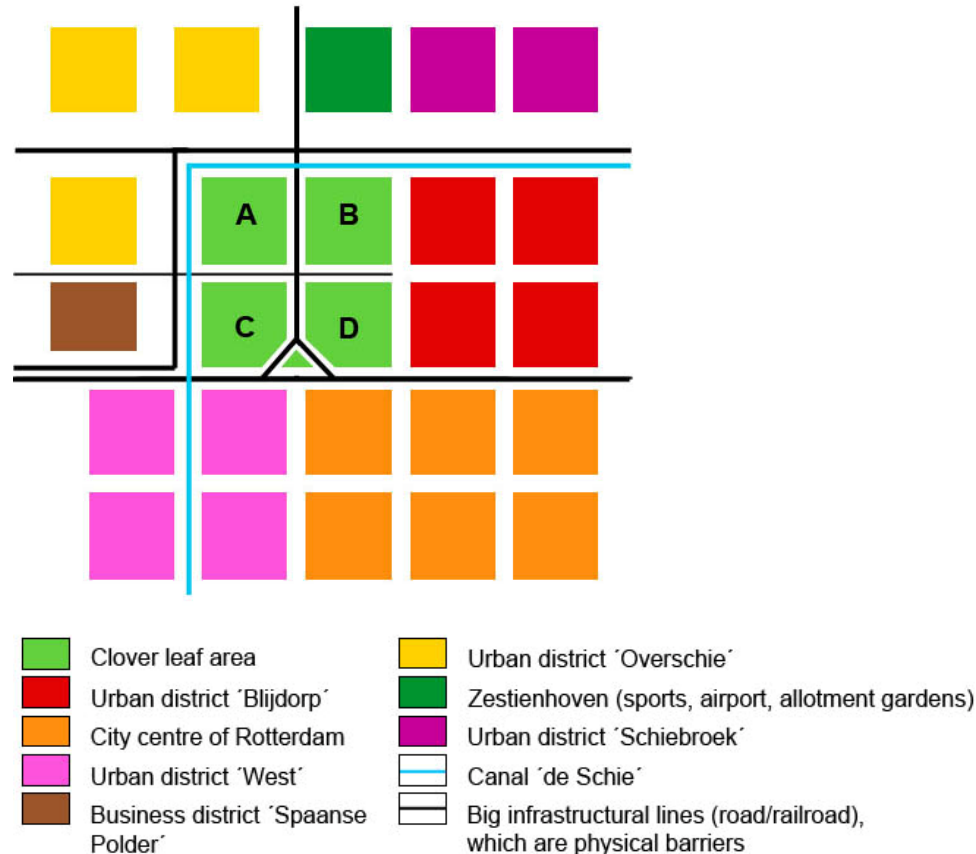 A
B
C
D
Clover leaf area
Urban district ´Blijdorp´
City centre of Rotterdam
Urban district ´West´
Business district ´Spaanse
Polder´
Urban district ´Overschie´
Zestienhoven (sports, airport, allotment gardens)
Urban district ´Schiebroek´
Canal ´de Schie´
Big infrastructural lines (road/railroad),
which are physical barriers